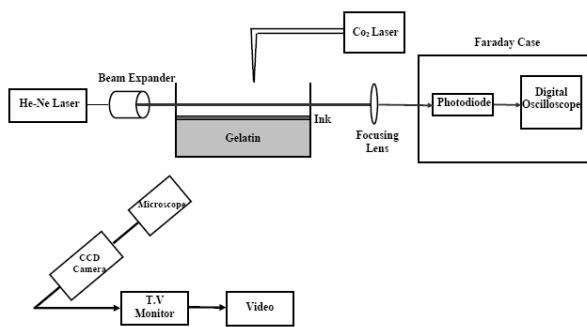 Co₂ Laser
Faraday Case
Beam Expander
He-Ne Laser
Photodiode
Digital
Oscilloscope
Ink
Gelatin
Focusing
Lens
Microscope
CCD
Camera
T.V
Monitor
Video